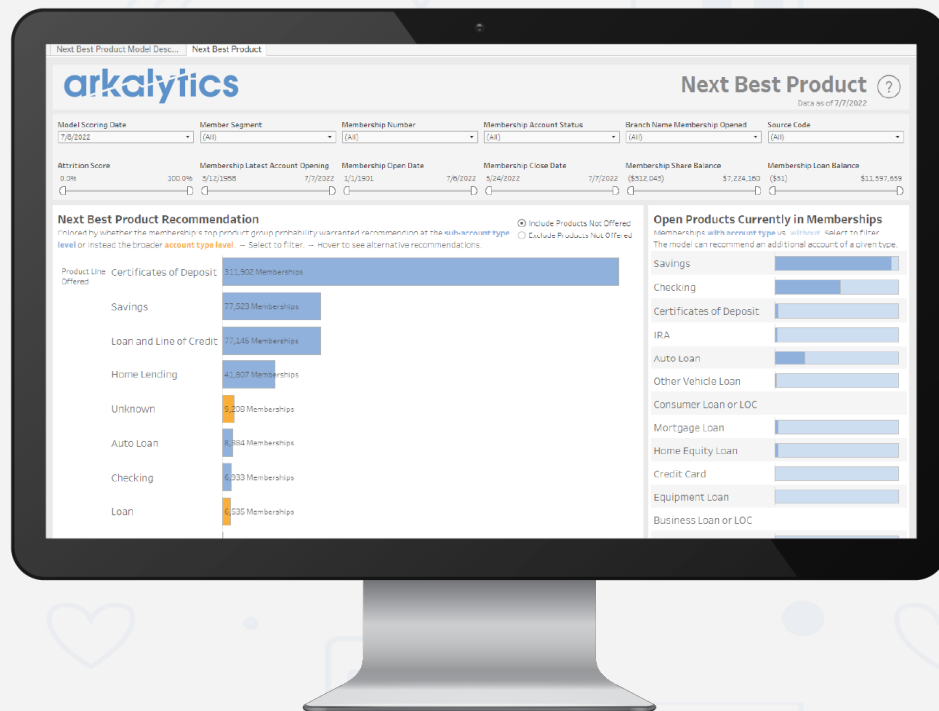 Next Best Product Model Desc...
Next Best Product
arkalytics
Next Best Product
?
Data as of 7/7/2022
Model Scoring Date
Member Segment
Membership Number
Membership Account Status
Branch Name Membership Opened
Source Code
7/6/2022
(All)
(All)
(All)
(All)
(All)
Attrition Score
Membership Latest Account Opening
Membership Open Date
Membership Close Date
Membership Share Balance
Membership Loan Balance
0.0% 100.0%
5/12/1958 7/7/2022
1/1/1901 7/6/2022
5/24/2022 7/7/2022
($312,045) $7,224,160
($51) $11,597,659
Next Best Product Recommendation
Colored by whether the membership's top product group probability warranted recommendation at the sub-account type
level or instead the broader account type level. – Select to filter. – Hover to see alternative recommendations.
Include Products Not Offered
Exclude Products Not Offered
Product Line
Offered
Certificates of Deposit
311,902 Memberships
Savings
77,523 Memberships
Loan and Line of Credit
77,146 Memberships
Home Lending
41,807 Memberships
Unknown
9,208 Memberships
Auto Loan
8,384 Memberships
Checking
6,933 Memberships
Loan
6,535 Memberships
Open Products Currently in Memberships
Memberships with account type vs. without. Select to filter.
The model can recommend an additional account of a given type.
Savings
Checking
Certificates of Deposit
IRA
Auto Loan
Other Vehicle Loan
Consumer Loan or LOC
Mortgage Loan
Home Equity Loan
Credit Card
Equipment Loan
Business Loan or LOC